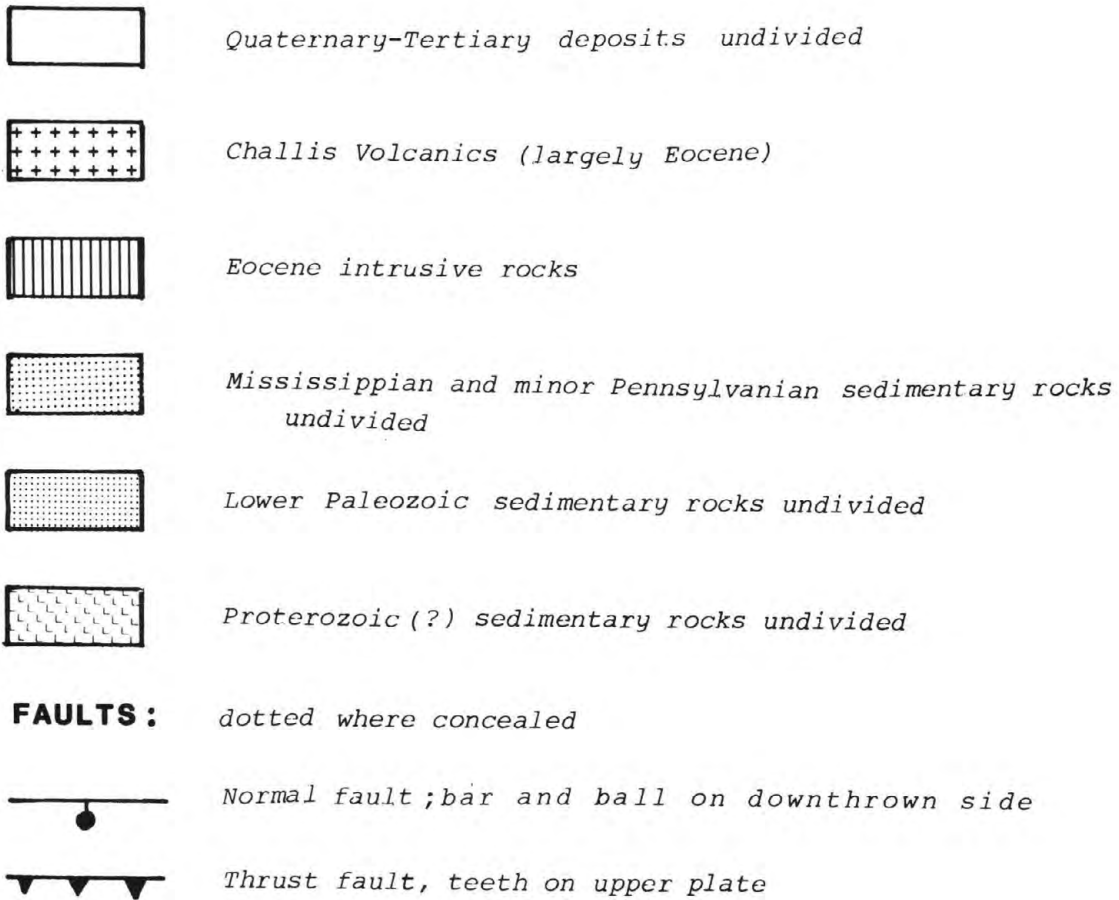 Quaternary-Tertiary deposits undivided
Challis Volcanics (largely Eocene)
Eocene intrusive rocks
Mississippian and minor Pennsylvanian sedimentary rocks
undivided
Lower Paleozoic sedimentary rocks undivided
Proterozoic (?) sedimentary rocks undivided
FAULTS: dotted where concealed
Normal fault ; bar and ball on downthrown side
Thrust fault, teeth on upper plate